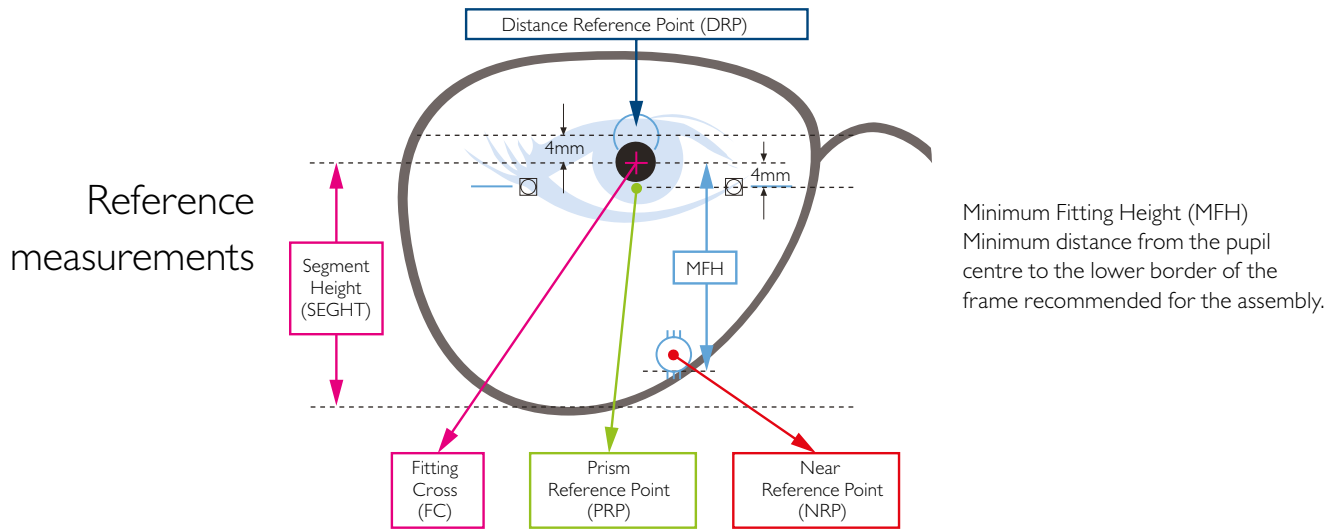 Distance Reference Point (DRP)
4mm
4mm
Reference
measurements
Segment
Height
(SEGHT)
MFH
Minimum Fitting Height (MFH)
Minimum distance from the pupil
centre to the lower border of the
frame recommended for the assembly.
Fitting
Cross
(FC)
Prism
Reference Point
(PRP)
Near
Reference Point
(NRP)